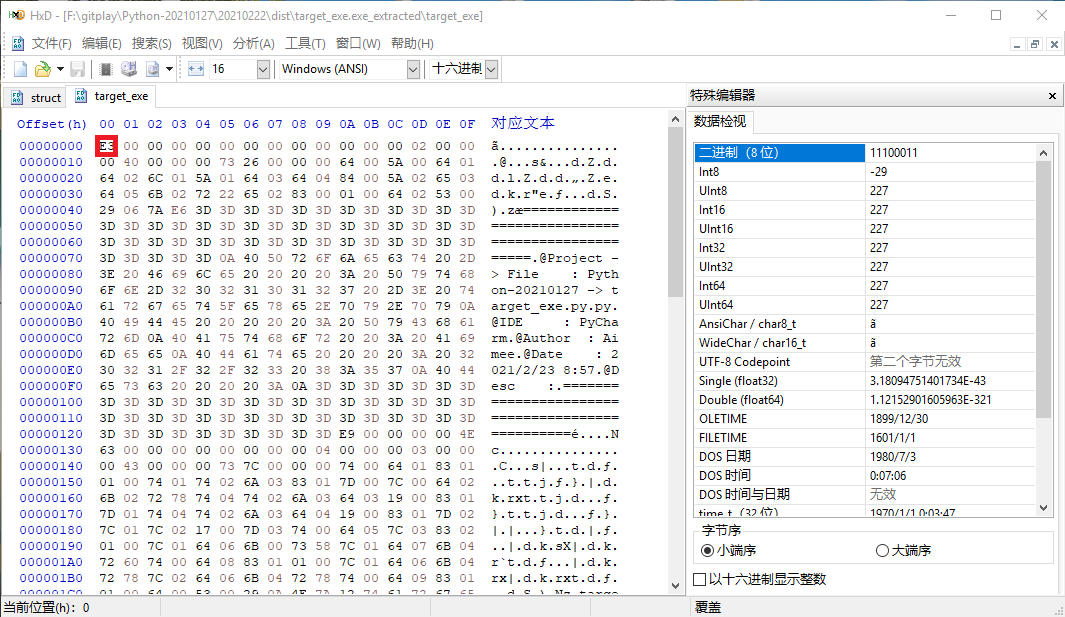 HxD - [F:\gitplay\Python-20210127\20210222\dist\target_exe.exe_extracted\target_exe]
文件(F) 编辑(E) 搜索(S) 视图(V) 分析(A) 工具(T) 窗口(W) 帮助(H)
16 Windows (ANSI) 十六进制
struct target_exe
Offset(h) 00 01 02 03 04 05 06 07 08 09 0A 0B 0C 0D 0E 0F 对应文本
00000000 E3 00 00 00 00 00 00 00 00 00 00 00 00 02 00 00 ã...............
00000010 00 40 00 00 00 73 26 00 00 00 64 00 5A 00 64 01 .@...s&...d.Z.d.
00000020 64 02 6C 01 5A 01 64 03 64 04 84 00 5A 02 65 03 d.l.Z.d.d.„.Z.e.
00000030 64 05 6B 02 72 22 65 02 83 00 01 00 64 02 53 00 d.k.r"e.ƒ...d.S.
00000040 29 06 7A E6 3D 3D 3D 3D 3D 3D 3D 3D 3D 3D 3D 3D ).zæ============
00000050 3D 3D 3D 3D 3D 3D 3D 3D 3D 3D 3D 3D 3D 3D 3D 3D ================
00000060 3D 3D 3D 3D 3D 3D 3D 3D 3D 3D 3D 3D 3D 3D 3D 3D ================
00000070 3D 3D 3D 3D 3D 0A 40 50 72 6F 6A 65 63 74 20 2D =====.@Project -
00000080 3E 20 46 69 6C 65 20 20 20 20 3A 20 50 79 74 68 > File    : Pyth
00000090 6F 6E 2D 32 30 32 31 30 31 32 37 20 2D 3E 20 74 on-20210127 -> t
000000A0 61 72 67 65 74 5F 65 78 65 2E 70 79 2E 70 79 0A arget_exe.py.py.
000000B0 40 49 44 45 20 20 20 20 20 3A 20 50 79 43 68 61 @IDE     : PyCha
000000C0 72 6D 0A 40 41 75 74 68 6F 72 20 20 3A 20 41 69 rm.@Author  : Ai
000000D0 6D 65 65 0A 40 44 61 74 65 20 20 20 20 3A 20 32 mee.@Date    : 2
000000E0 30 32 31 2F 32 2F 32 33 20 38 3A 35 37 0A 40 44 021/2/23 8:57.@D
000000F0 65 73 63 20 20 20 20 3A 0A 3D 3D 3D 3D 3D 3D 3D esc    :.=======
00000100 3D 3D 3D 3D 3D 3D 3D 3D 3D 3D 3D 3D 3D 3D 3D 3D ================
00000110 3D 3D 3D 3D 3D 3D 3D 3D 3D 3D 3D 3D 3D 3D 3D 3D ================
00000120 3D 3D 3D 3D 3D 3D 3D 3D 3D 3D E9 00 00 00 00 4E ==========é....N
00000130 63 00 00 00 00 00 00 00 00 04 00 00 00 03 00 00 c...............
00000140 00 43 00 00 00 73 7C 00 00 00 74 00 64 01 83 01 .C...s|...t.d.ƒ.
00000150 01 00 74 01 74 02 6A 03 83 01 7D 00 7C 00 64 02 ..t.t.j.ƒ.}.|.d.
00000160 6B 02 72 78 74 04 74 02 6A 03 64 03 19 00 83 01 k.rxt.t.j.d...ƒ.
00000170 7D 01 74 04 74 02 6A 03 64 04 19 00 83 01 7D 02 }.t.t.j.d...ƒ.}.
00000180 7C 01 7C 02 17 00 7D 03 74 00 64 05 7C 03 83 02 |.|...}.t.d.|.ƒ.
00000190 01 00 7C 01 64 06 6B 00 73 58 7C 01 64 07 6B 04 ..|.d.k.sX|.d.k.
000001A0 72 60 74 00 64 08 83 01 01 00 7C 01 64 06 6B 04 r`t.d.ƒ...|.d.k.
000001B0 72 78 7C 02 64 06 6B 04 72 78 74 00 64 09 83 01 rx|.d.k.rxt.d.ƒ.
特殊编辑器
数据检视
二进制（8 位） 11100011
Int8 -29
UInt8 227
Int16 227
UInt16 227
Int32 227
UInt32 227
Int64 227
UInt64 227
AnsiChar / char8_t ã
WideChar / char16_t ã
UTF-8 Codepoint 第二个字节无效
Single (float32) 3.18094751401734E-43
Double (float64) 1.12152901605963E-321
OLETIME 1899/12/30
FILETIME 1601/1/1
DOS 日期 1980/7/3
DOS 时间 0:07:06
DOS 时间与日期 无效
time_t（32 位） 1970/1/1 0:03:47
字节序
小端序 大端序
以十六进制显示整数
当前位置(h): 0 覆盖